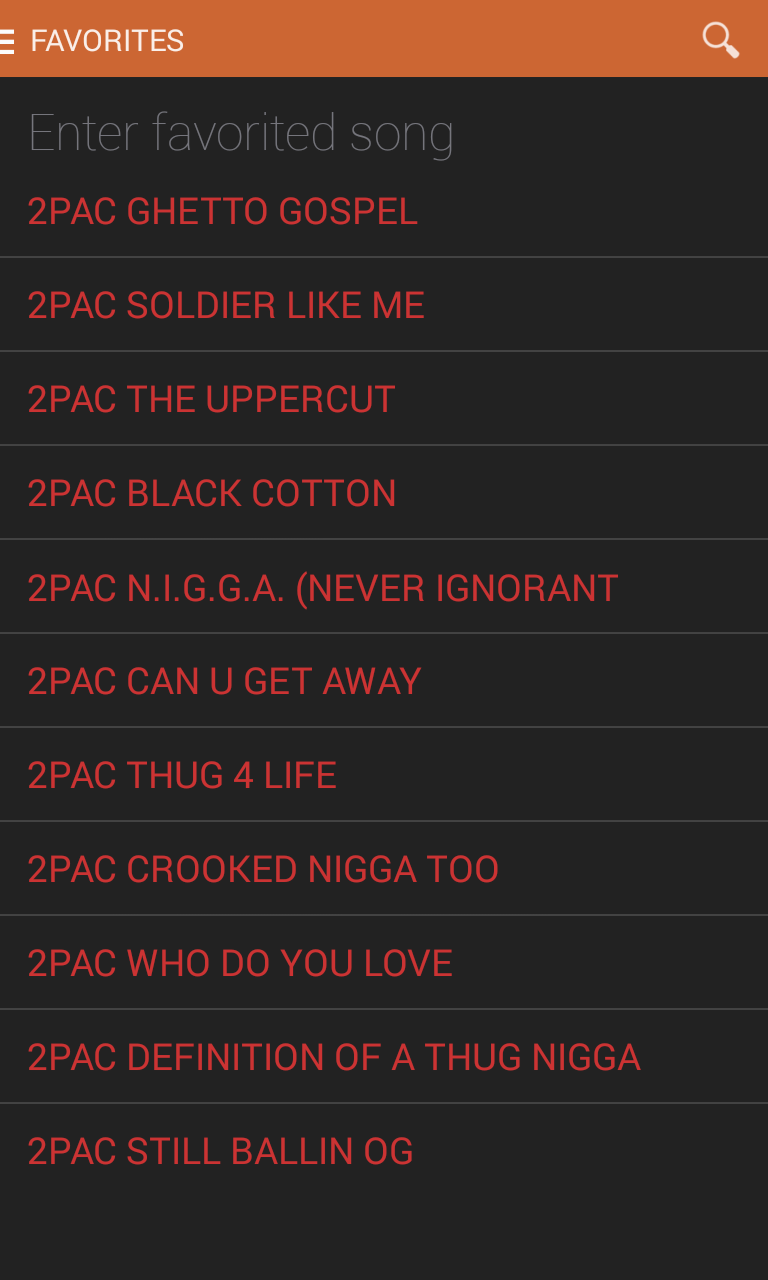 FAVORITES
Enter favorited song
2PAC GHETTO GOSPEL
2PAC SOLDIER LIKE ME
2PAC THE UPPERCUT
2PAC BLACK COTTON
2PAC N.I.G.G.A. (NEVER IGNORANT
2PAC CAN U GET AWAY
2PAC THUG 4 LIFE
2PAC CROOKED NIGGA TOO
2PAC WHO DO YOU LOVE
2PAC DEFINITION OF A THUG NIGGA
2PAC STILL BALLIN OG